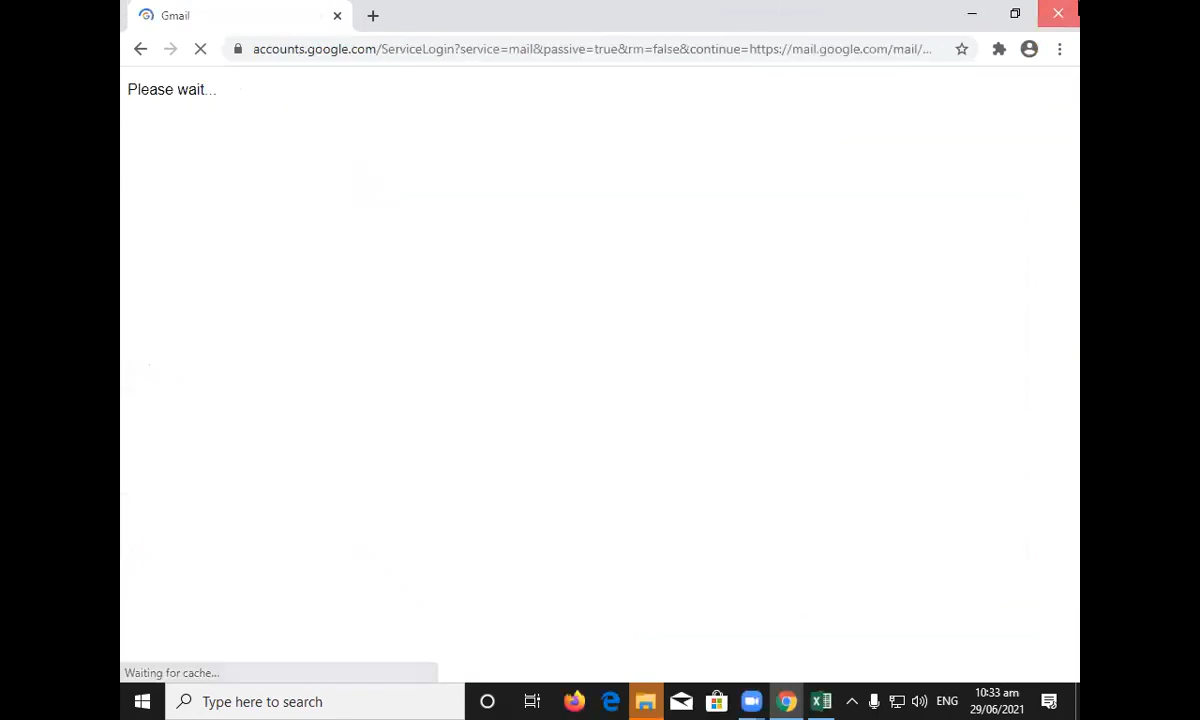 Gmail
accounts.google.com/ServiceLogin?service=mail&passive=true&rm=false&continue=https://mail.google.com/mail/...
Please wait...
Waiting for cache...
Type here to search
ENG
10:33 am
29/06/2021